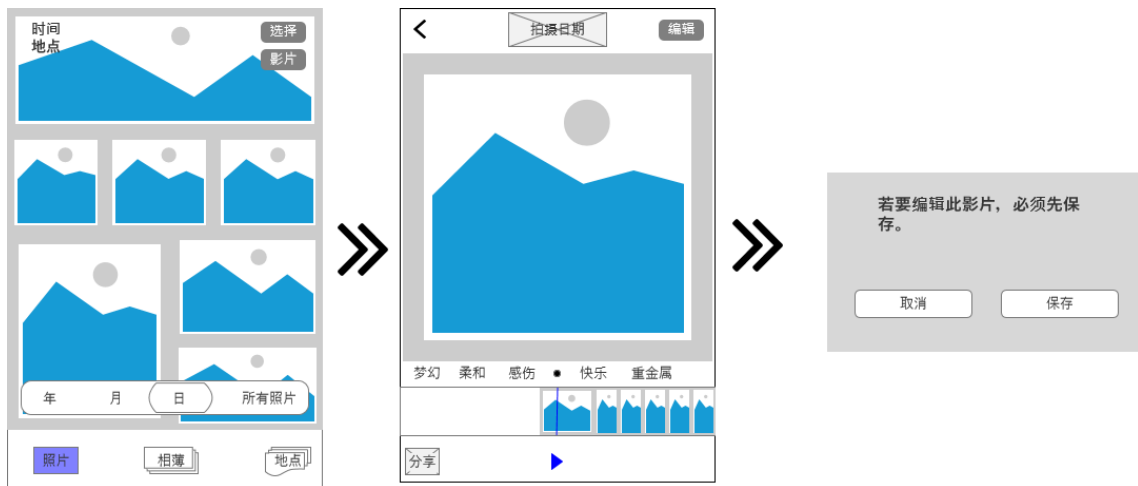 时间
地点
选择
影片
年 月 日 所有照片
照片 相薄 地点
拍摄日期 编辑
梦幻 柔和 感伤 快乐 重金属
分享
若要编辑此影片，必须先保
存。
取消 保存